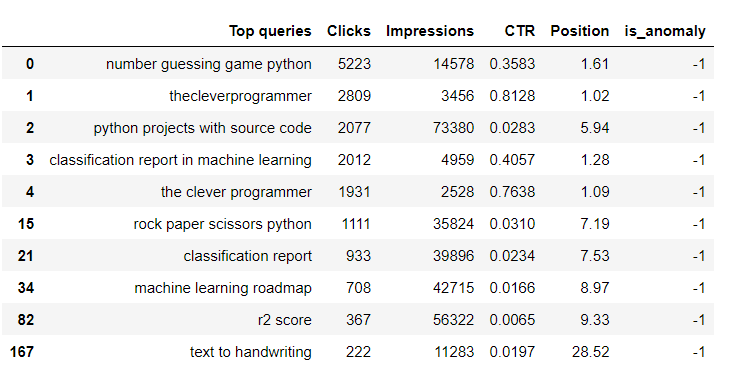 Top queries Clicks Impressions CTR Position is_anomaly
0 number guessing game python 5223 14578 0.3583 1.61 -1
1 thecleverprogrammer 2809 3456 0.8128 1.02 -1
2 python projects with source code 2077 73380 0.0283 5.94 -1
3 classification report in machine learning 2012 4959 0.4057 1.28 -1
4 the clever programmer 1931 2528 0.7638 1.09 -1
15 rock paper scissors python 1111 35824 0.0310 7.19 -1
21 classification report 933 39896 0.0234 7.53 -1
34 machine learning roadmap 708 42715 0.0166 8.97 -1
82 r2 score 367 56322 0.0065 9.33 -1
167 text to handwriting 222 11283 0.0197 28.52 -1